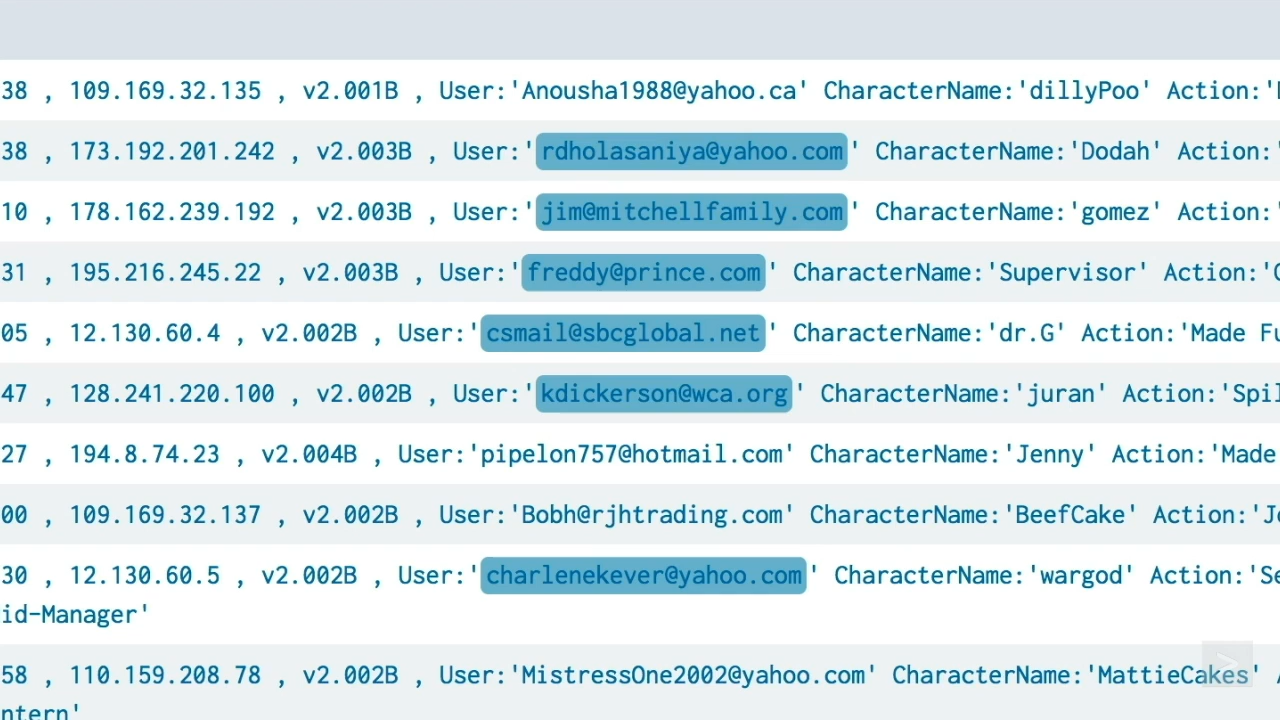 38 , 109.169.32.135 , v2.001B , User:'Anousha1988@yahoo.ca' CharacterName:'dillyPoo' Action:'
38 , 173.192.201.242 , v2.003B , User:'rdholasaniya@yahoo.com' CharacterName:'Dodah' Action:'
10 , 178.162.239.192 , v2.003B , User:'jim@mitchellfamily.com' CharacterName:'gomez' Action:'
31 , 195.216.245.22 , v2.003B , User:'freddy@prince.com' CharacterName:'Supervisor' Action:'
05 , 12.130.60.4 , v2.002B , User:'csmail@sbcglobal.net' CharacterName:'dr.G' Action:'Made Fu
47 , 128.241.220.100 , v2.002B , User:'kdickerson@wca.org' CharacterName:'juran' Action:'Spil
27 , 194.8.74.23 , v2.004B , User:'pipelon757@hotmail.com' CharacterName:'Jenny' Action:'Made
00 , 109.169.32.137 , v2.002B , User:'Bobh@rjhtrading.com' CharacterName:'BeefCake' Action:'J
30 , 12.130.60.5 , v2.002B , User:'charlenekever@yahoo.com' CharacterName:'wargod' Action:'Se
id-Manager'
58 , 110.159.208.78 , v2.002B , User:'MistressOne2002@yahoo.com' CharacterName:'MattieCakes'
ntern'